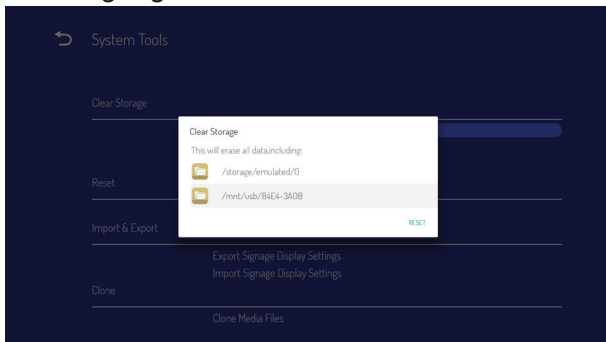 System Tools
Clear Storage
Clear Storage
This will erase all data,including:
/storage/emulated/0
/mnt/usb/84E4-3A0B
RESET
Reset
Import & Export
Export Signage Display Settings
Import Signage Display Settings
Clone
Clone Media Files